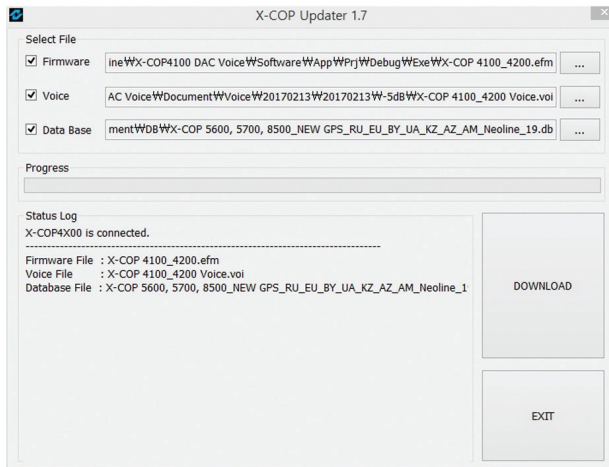 X-COP Updater 1.7
Select File
Firmware
ine₩X-COP4100 DAC Voice₩Software₩App₩Prj₩Debug₩Exe₩X-COP 4100_4200.efm
...
Voice
AC Voice₩Document₩Voice₩20170213₩20170213₩-5dB₩X-COP 4100_4200 Voice.voi
...
Data Base
ment₩DB₩X-COP 5600, 5700, 8500_NEW GPS_RU_EU_BY_UA_KZ_AZ_AM_Neoline_19.db
...
Progress
Status Log
X-COP4X00 is connected.
--------------------------------------------------------------------------------
Firmware File : X-COP 4100_4200.efm
Voice File : X-COP 4100_4200 Voice.voi
Database File : X-COP 5600, 5700, 8500_NEW GPS_RU_EU_BY_UA_KZ_AZ_AM_Neoline_1
DOWNLOAD
EXIT